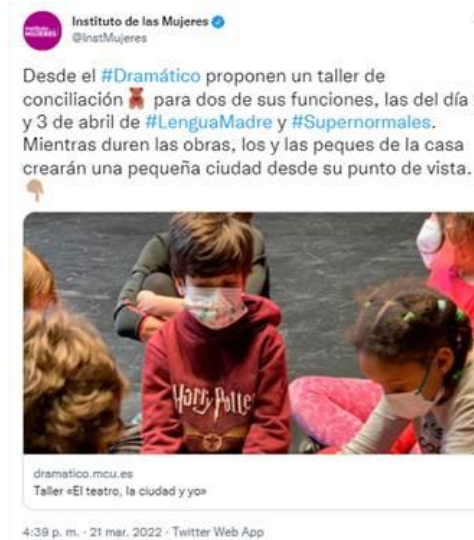 Instituto de las Mujeres
@InstMujeres
Desde el #Dramático proponen un taller de
conciliación 🧸 para dos de sus funciones, las del día
y 3 de abril de #LenguaMadre y #Supernormales.
Mientras duren las obras, los y las peques de la casa
crearán una pequeña ciudad desde su punto de vista.
👇🏼
Harry Potter
dramatico.mcu.es
Taller «El teatro, la ciudad y yo»
4:39 p. m. · 21 mar. 2022 · Twitter Web App